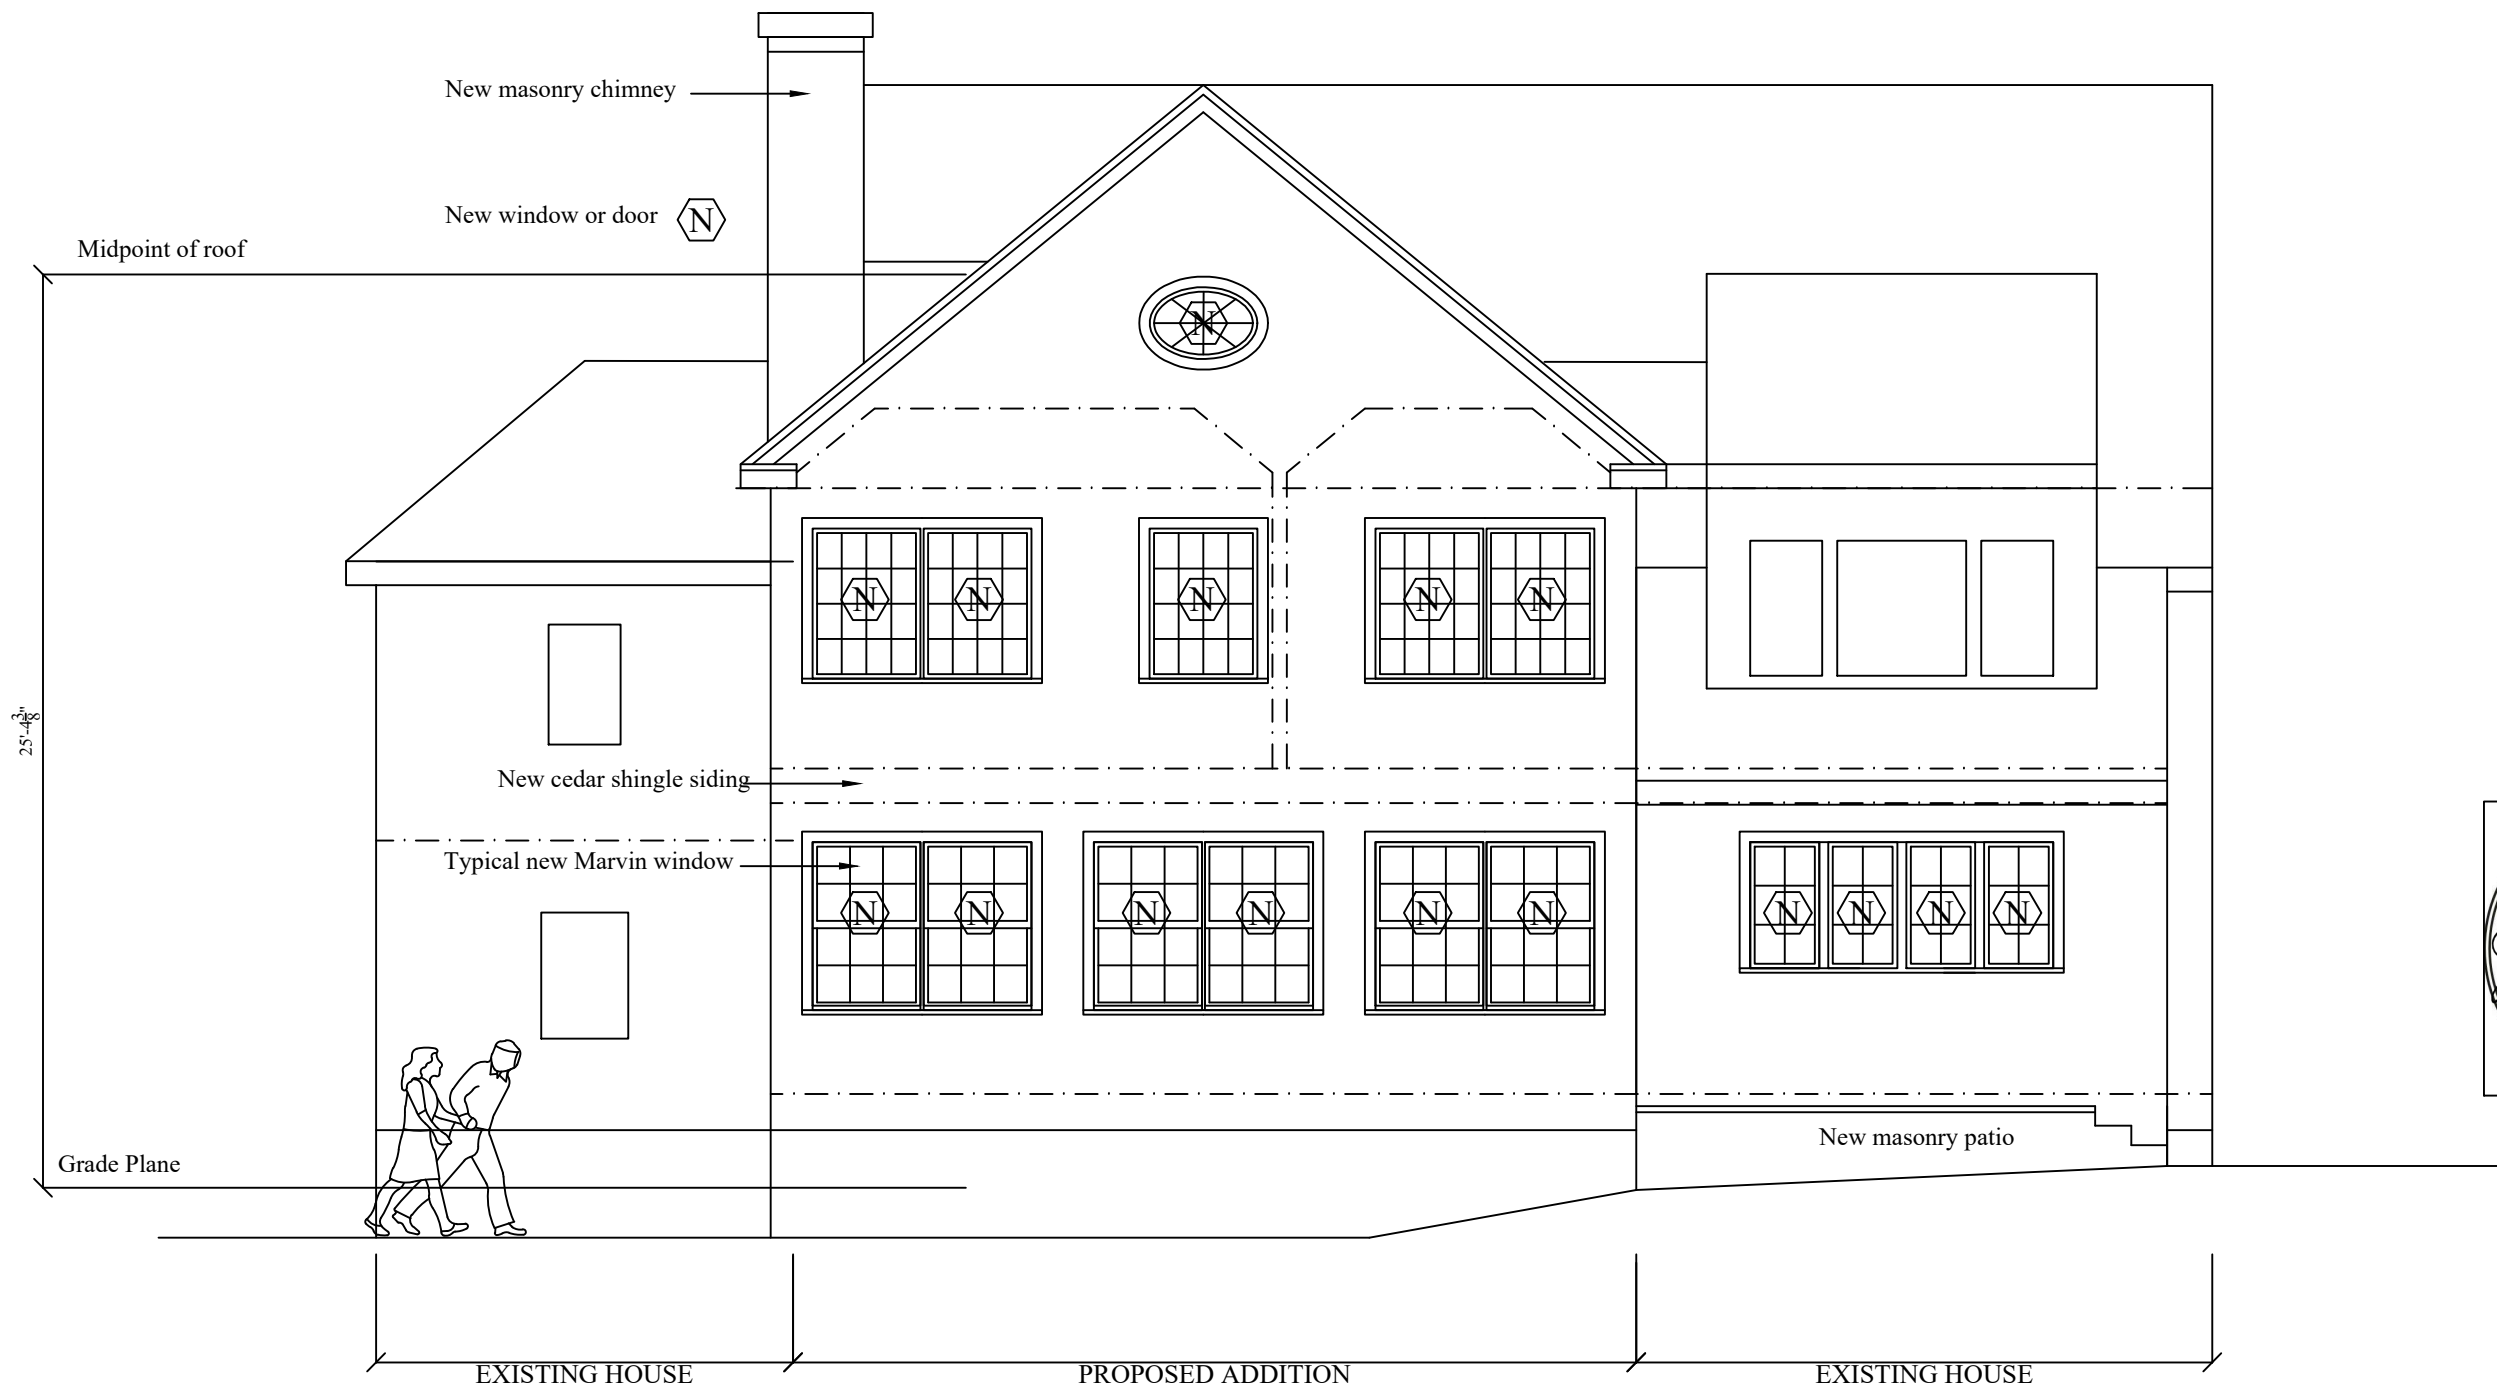 New masonry chimney
New window or door N
Midpoint of roof
N
N N N N N
25'-4 3/8"
New cedar shingle siding
Typical new Marvin window
N N N N N N N N N N
New masonry patio
Grade Plane
EXISTING HOUSE PROPOSED ADDITION EXISTING HOUSE